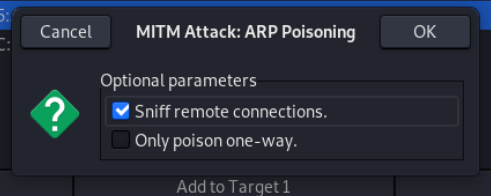 5:
Cancel
MITM Attack: ARP Poisoning
OK
C:
Optional parameters
Sniff remote connections.
Only poison one-way.
Add to Target 1